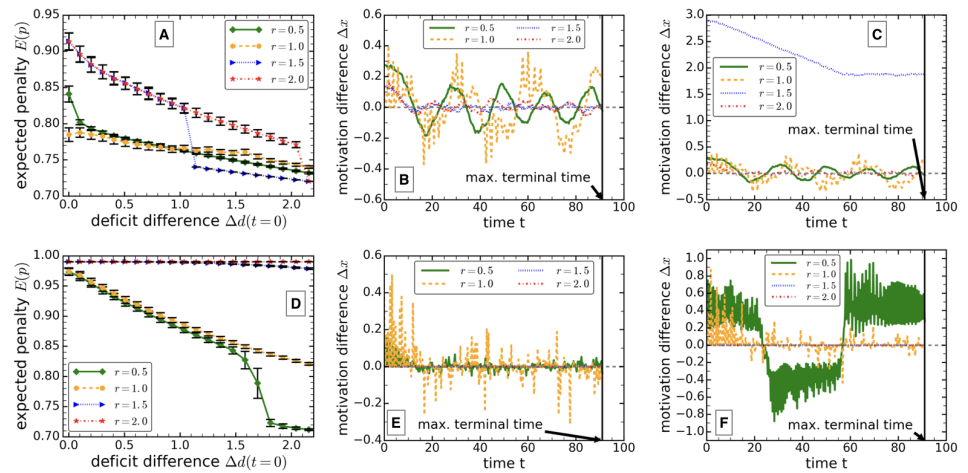 expected penalty E(p)
0.95
0.90
0.85
0.80
0.75
0.70
0.0 0.5 1.0 1.5 2.0
deficit difference Δd(t=0)
A
r=0.5
r=1.0
r=1.5
r=2.0
motivation difference Δx
0.6
0.4
0.2
0.0
−0.2
−0.4
−0.6
0 20 40 60 80 100
time t
r=0.5 r=1.5
r=1.0 r=2.0
B
max. terminal time
motivation difference Δx
3.0
2.5
2.0
1.5
1.0
0.5
0.0
−0.5
0 20 40 60 80 100
time t
C
r=0.5
r=1.0
r=1.5
r=2.0
max. terminal time
expected penalty E(p)
1.00
0.95
0.90
0.85
0.80
0.75
0.70
0.0 0.5 1.0 1.5 2.0
deficit difference Δd(t=0)
D
r=0.5
r=1.0
r=1.5
r=2.0
motivation difference Δx
0.6
0.4
0.2
0.0
−0.2
−0.4
0 20 40 60 80 100
time t
r=0.5 r=1.5
r=1.0 r=2.0
E
max. terminal time
motivation difference Δx
1.0
0.8
0.6
0.4
0.2
0.0
−0.2
−0.4
−0.6
−0.8
−1.0
0 20 40 60 80 100
time t
r=0.5
r=1.0
r=1.5
r=2.0
F
max. terminal time